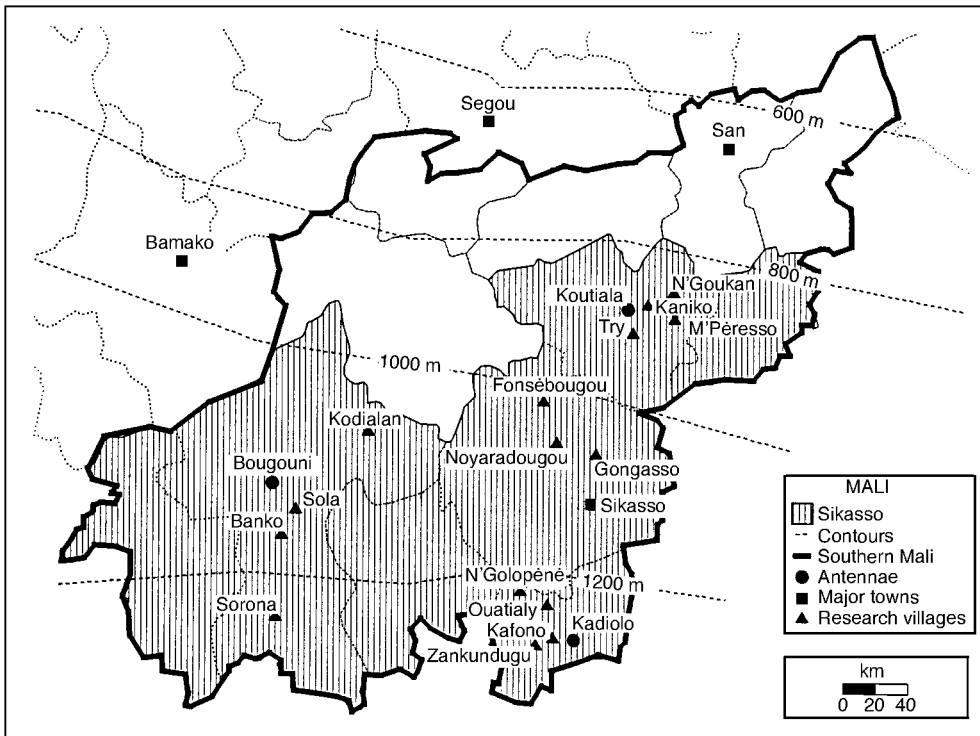 Segou
600 m
San
Bamako
800 m
N'Goukan
Koutiala
Kaniko
Try
M'Péresso
1000 m
Fonsébougou
Kodialan
Noyaradougou
Gongasso
Bougouni
Sola
Sikasso
Banko
N'Golopènè
1200 m
Ouatialy
Sorona
Kafono
Kadiolo
Zankundugu
MALI
Sikasso
Contours
Southern Mali
Antennae
Major towns
Research villages
km
0 20 40